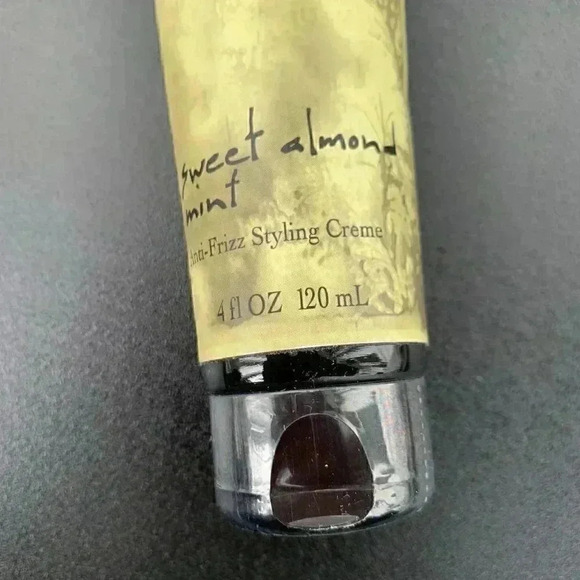 sweet almond
mint
Anti-Frizz Styling Creme
4 fl OZ 120 mL